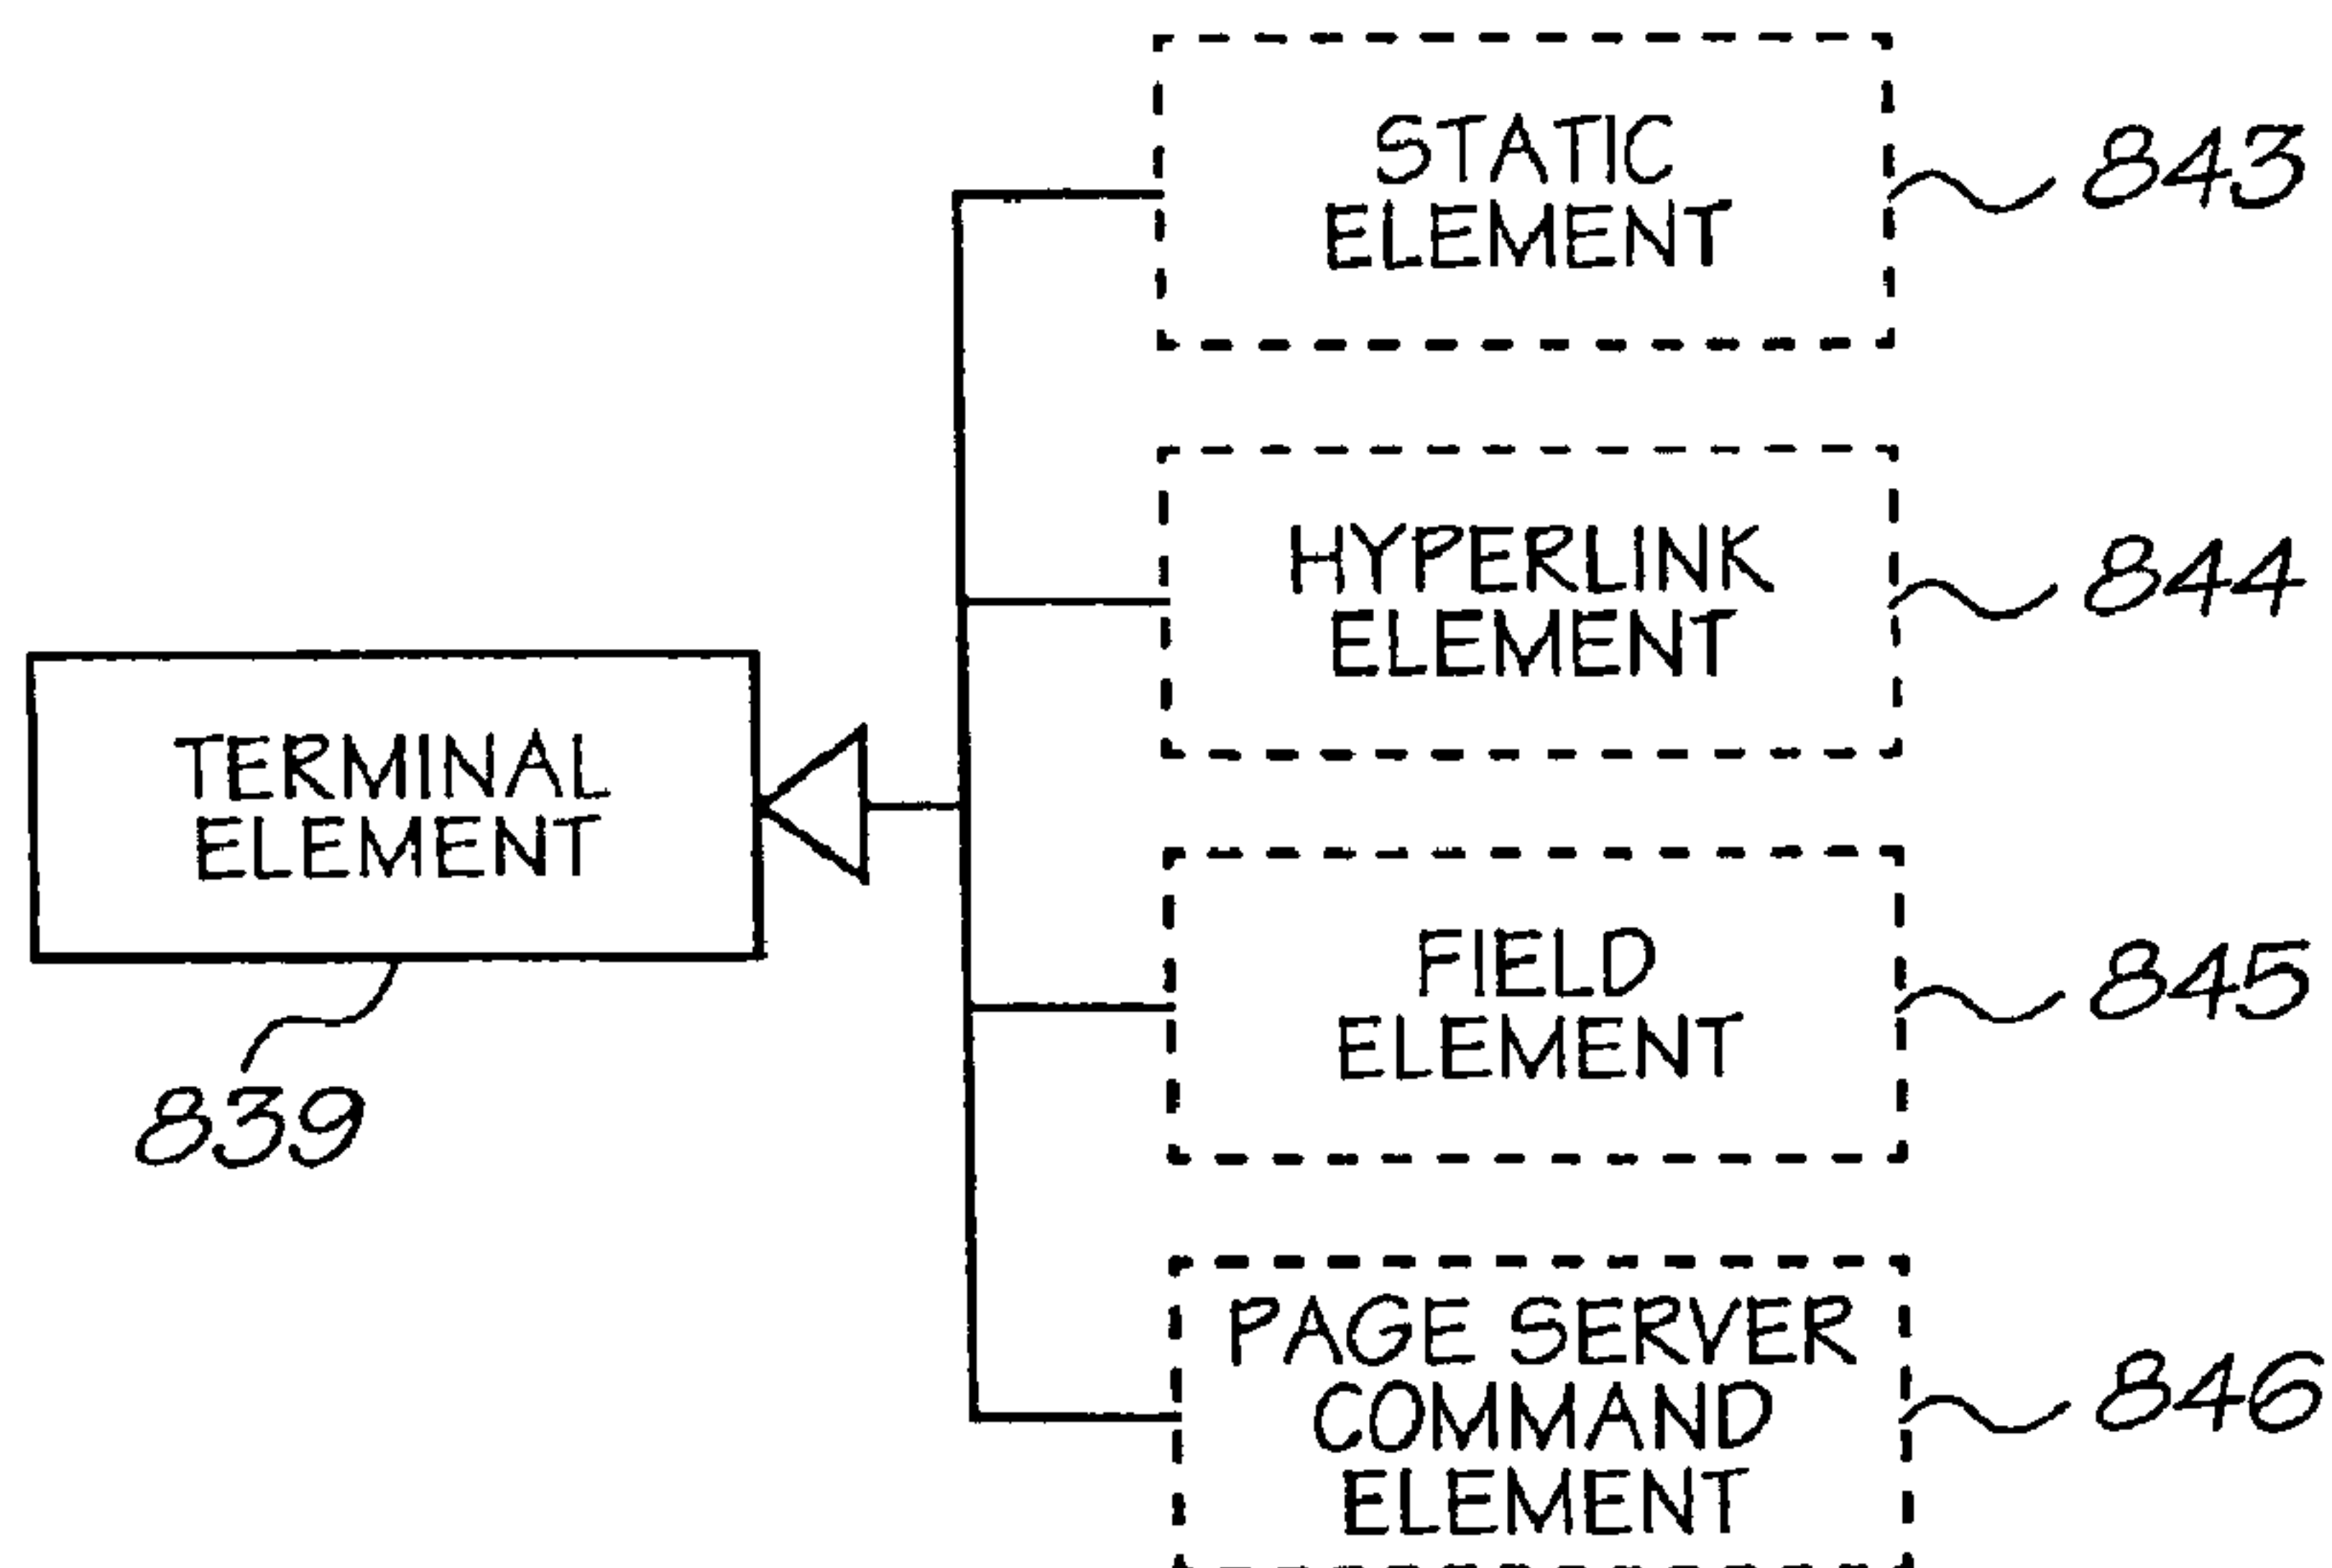 STATIC
ELEMENT
843
HYPERLINK
ELEMENT
844
TERMINAL
ELEMENT
839
FIELD
ELEMENT
845
PAGE SERVER
COMMAND
ELEMENT
846